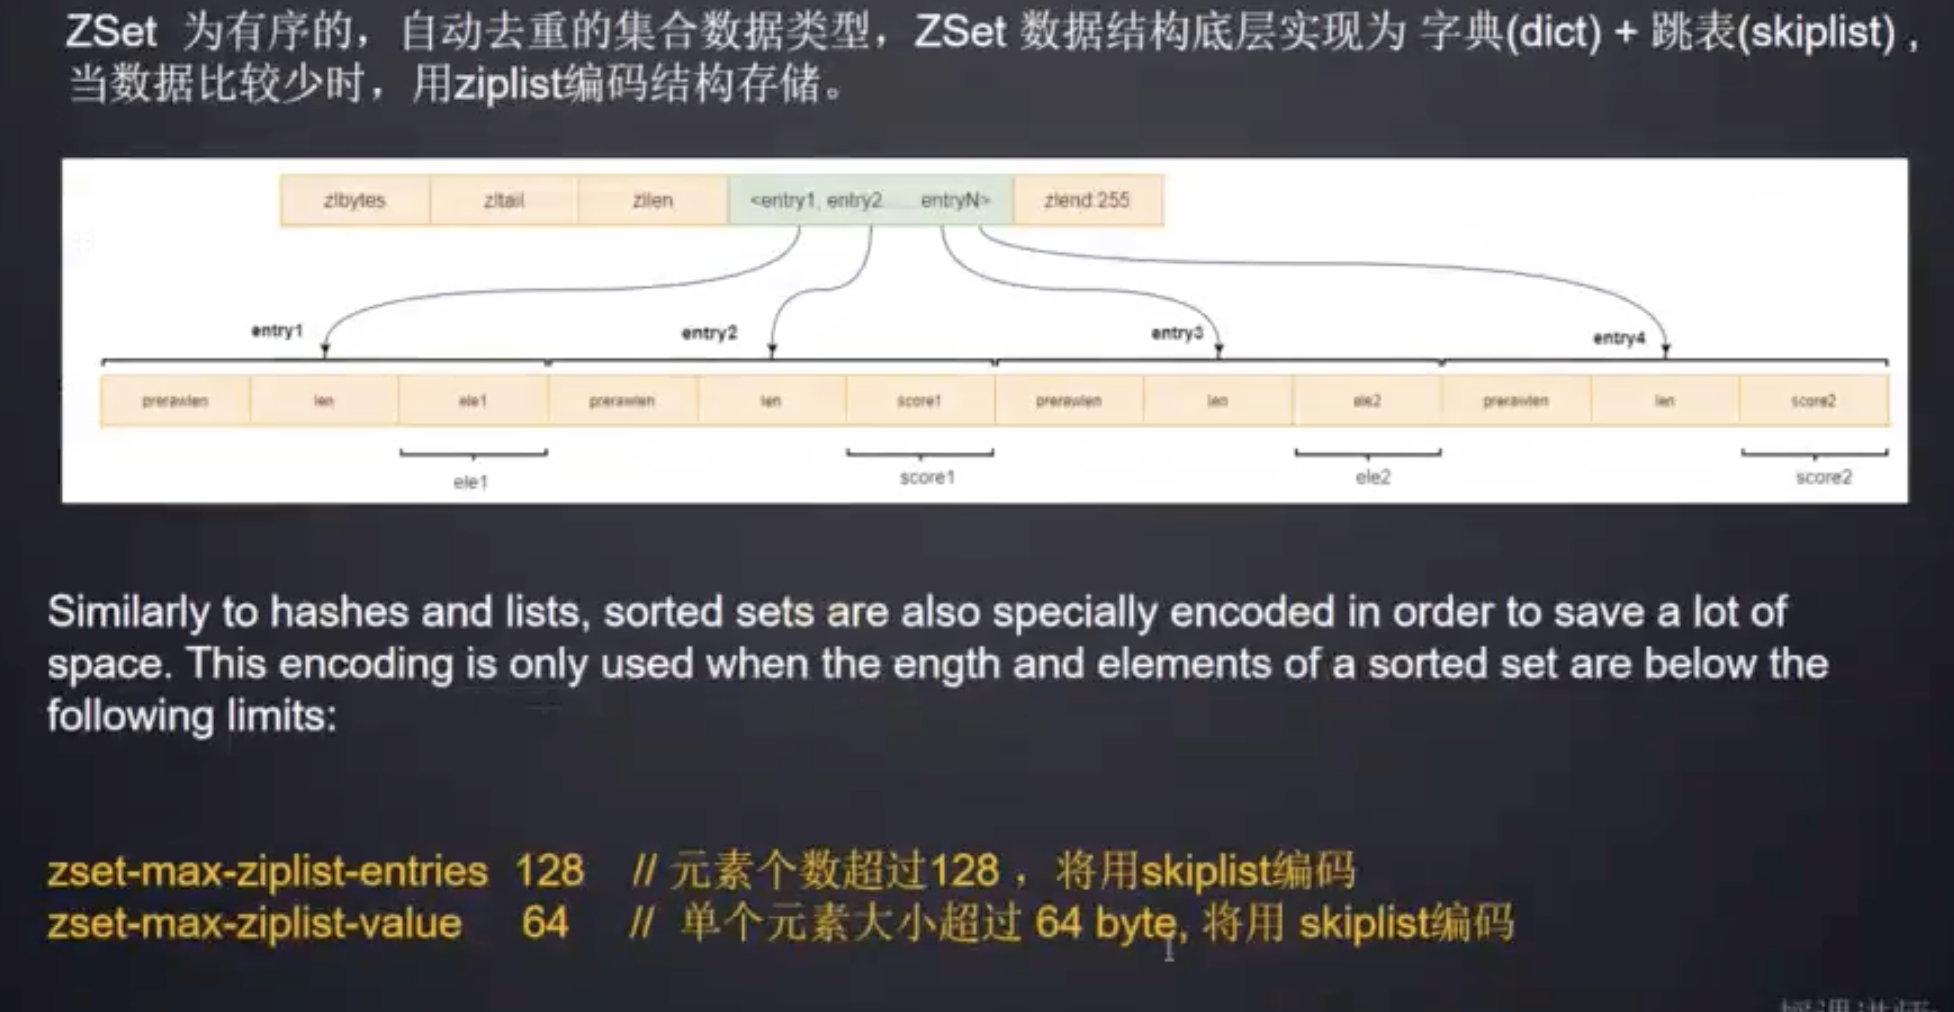 ZSet 为有序的，自动去重的集合数据类型，ZSet 数据结构底层实现为 字典(dict) + 跳表(skiplist) ,
当数据比较少时，用ziplist编码结构存储。
zlbytes zltail zllen <entry1, entry2 ... entryN> zlend:255
entry1 entry2 entry3 entry4
prerawlen len ele1 prerawlen len score1 prerawlen len ele2 prerawlen len score2
ele1 score1 ele2 score2
Similarly to hashes and lists, sorted sets are also specially encoded in order to save a lot of
space. This encoding is only used when the ength and elements of a sorted set are below the
following limits:
zset-max-ziplist-entries 128 // 元素个数超过128 ，将用skiplist编码
zset-max-ziplist-value 64 // 单个元素大小超过 64 byte, 将用 skiplist编码